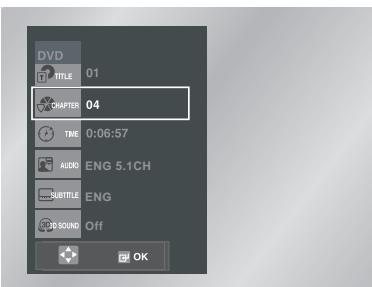 DVD
TITLE 01
CHAPTER 04
TIME 0:06:57
AUDIO ENG 5.1CH
SUBTITLE ENG
3D SOUND Off
OK